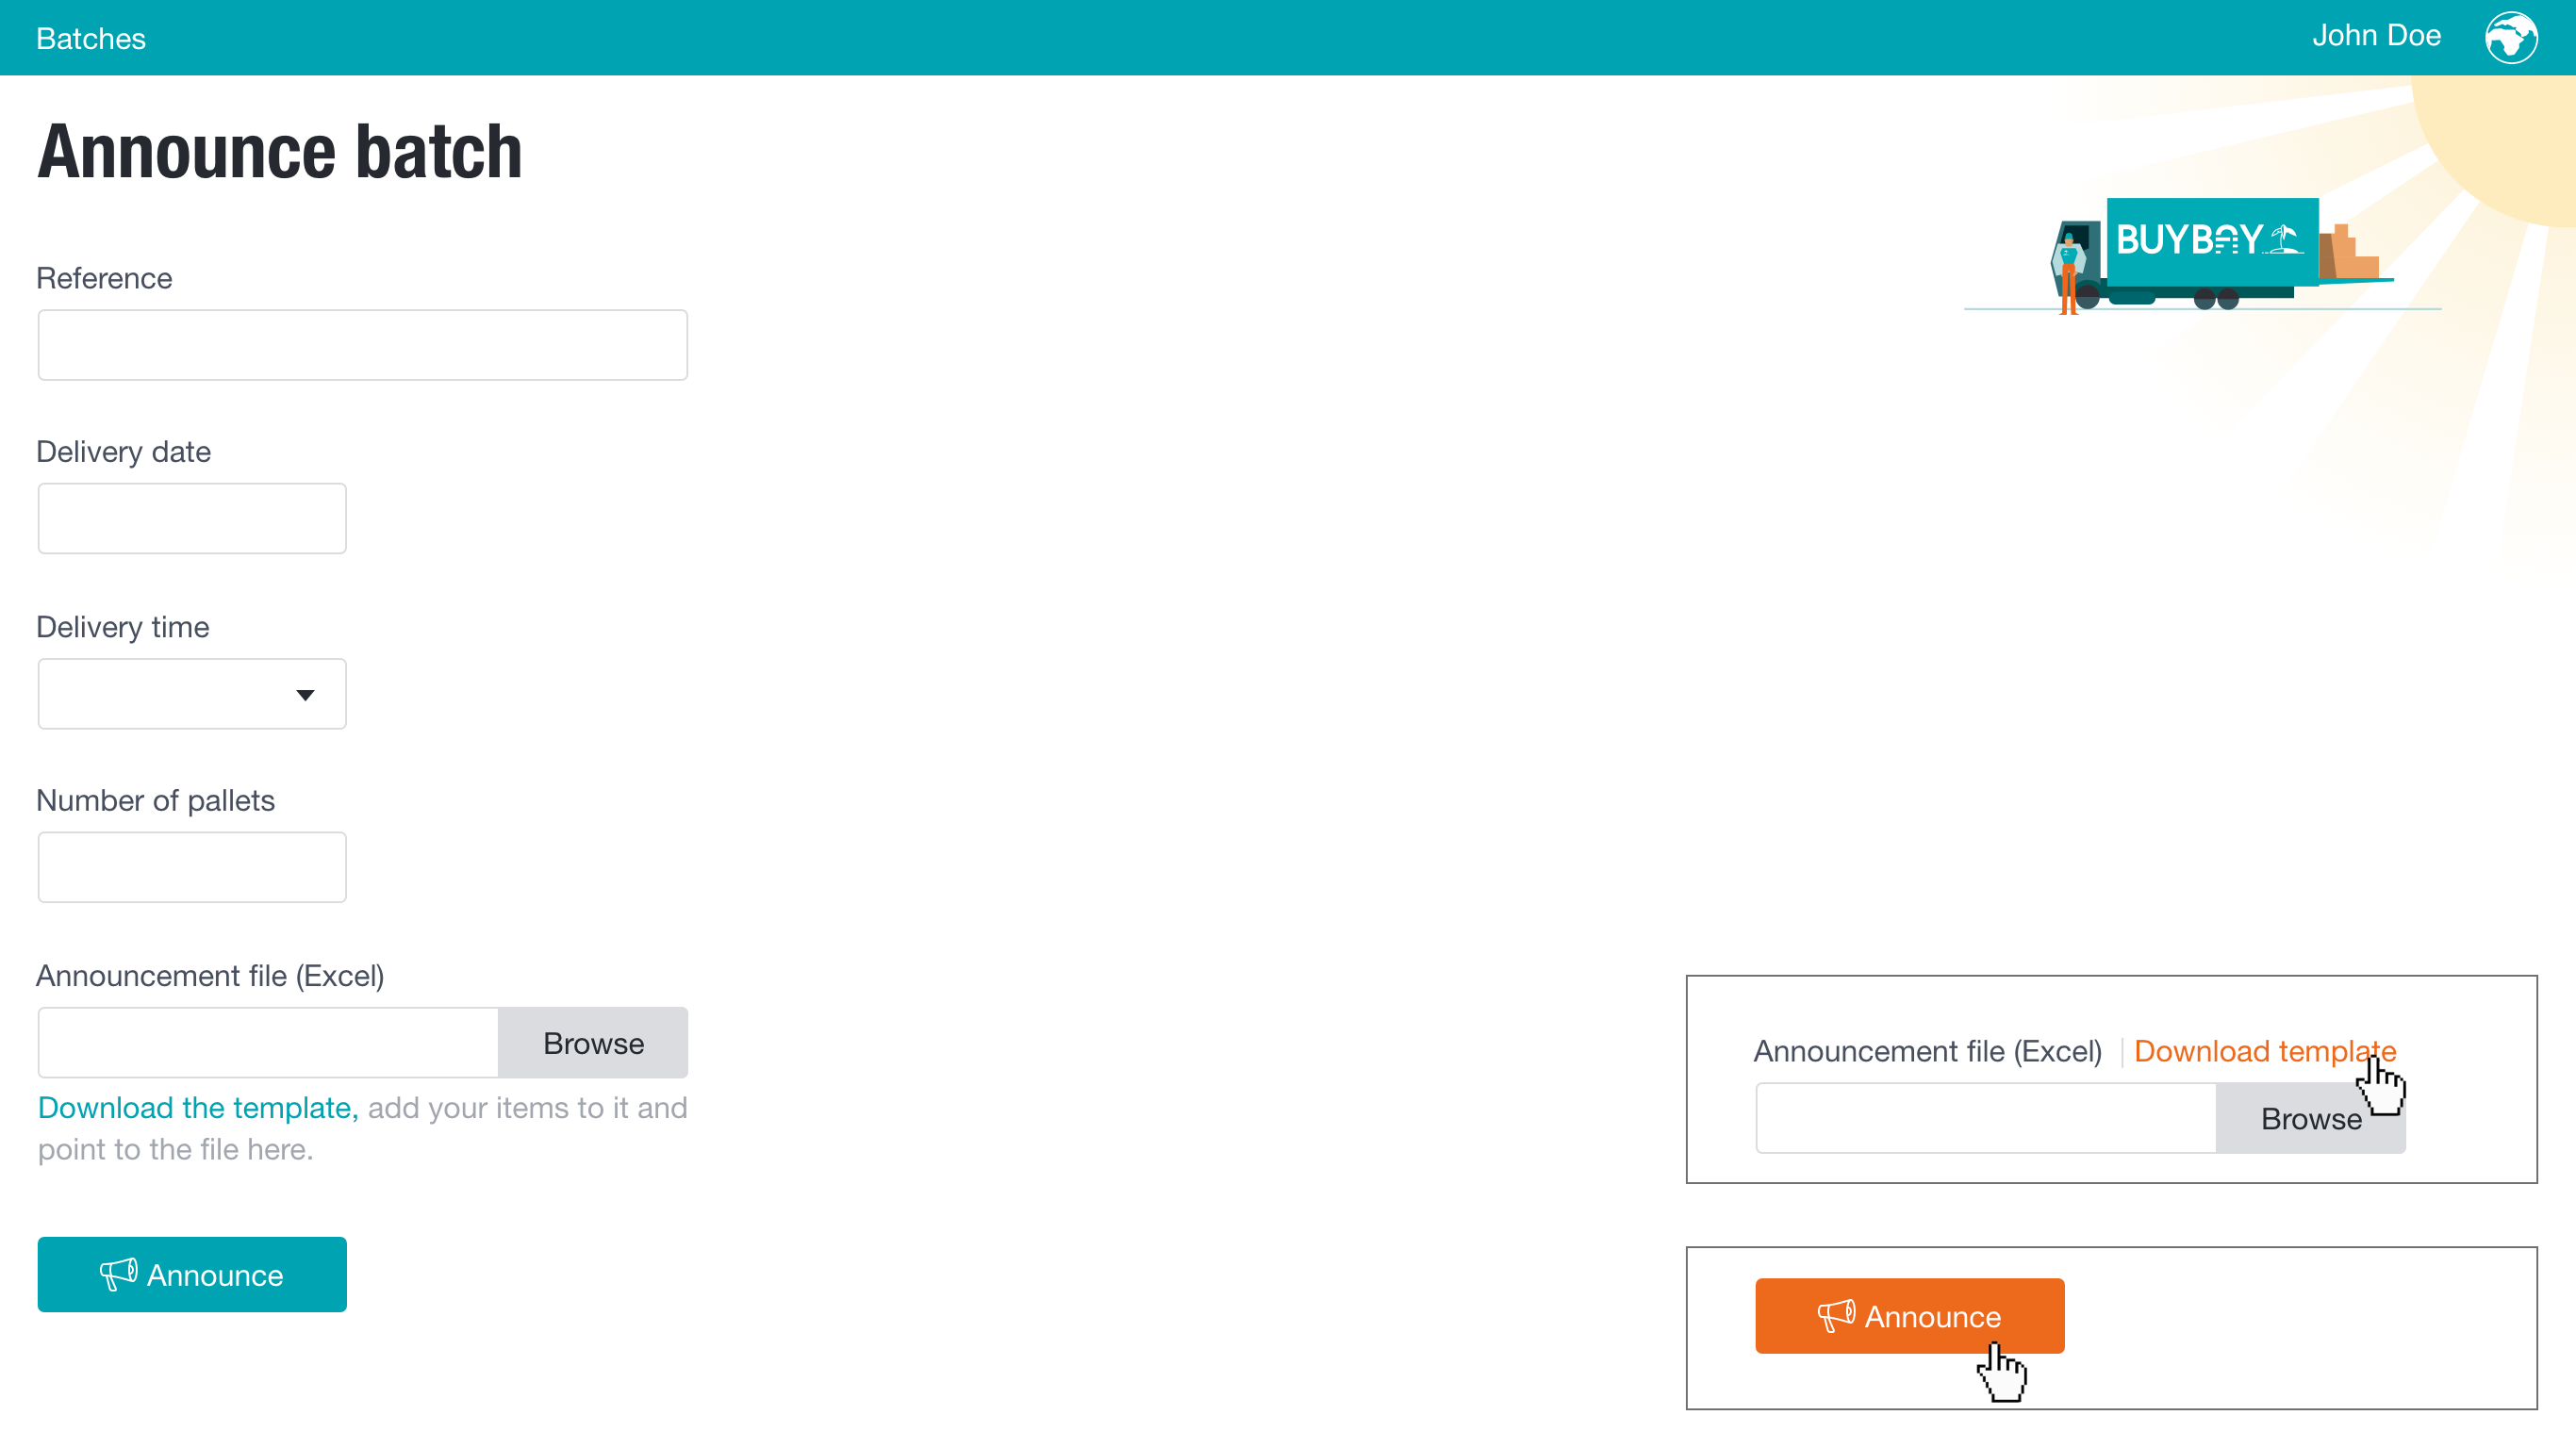 Batches
John Doe
Announce batch
BUYBAY
Reference
Delivery date
Delivery time
Number of pallets
Announcement file (Excel)
Browse
Download the template, add your items to it and
point to the file here.
Announce
Announcement file (Excel) | Download template
Browse
Announce